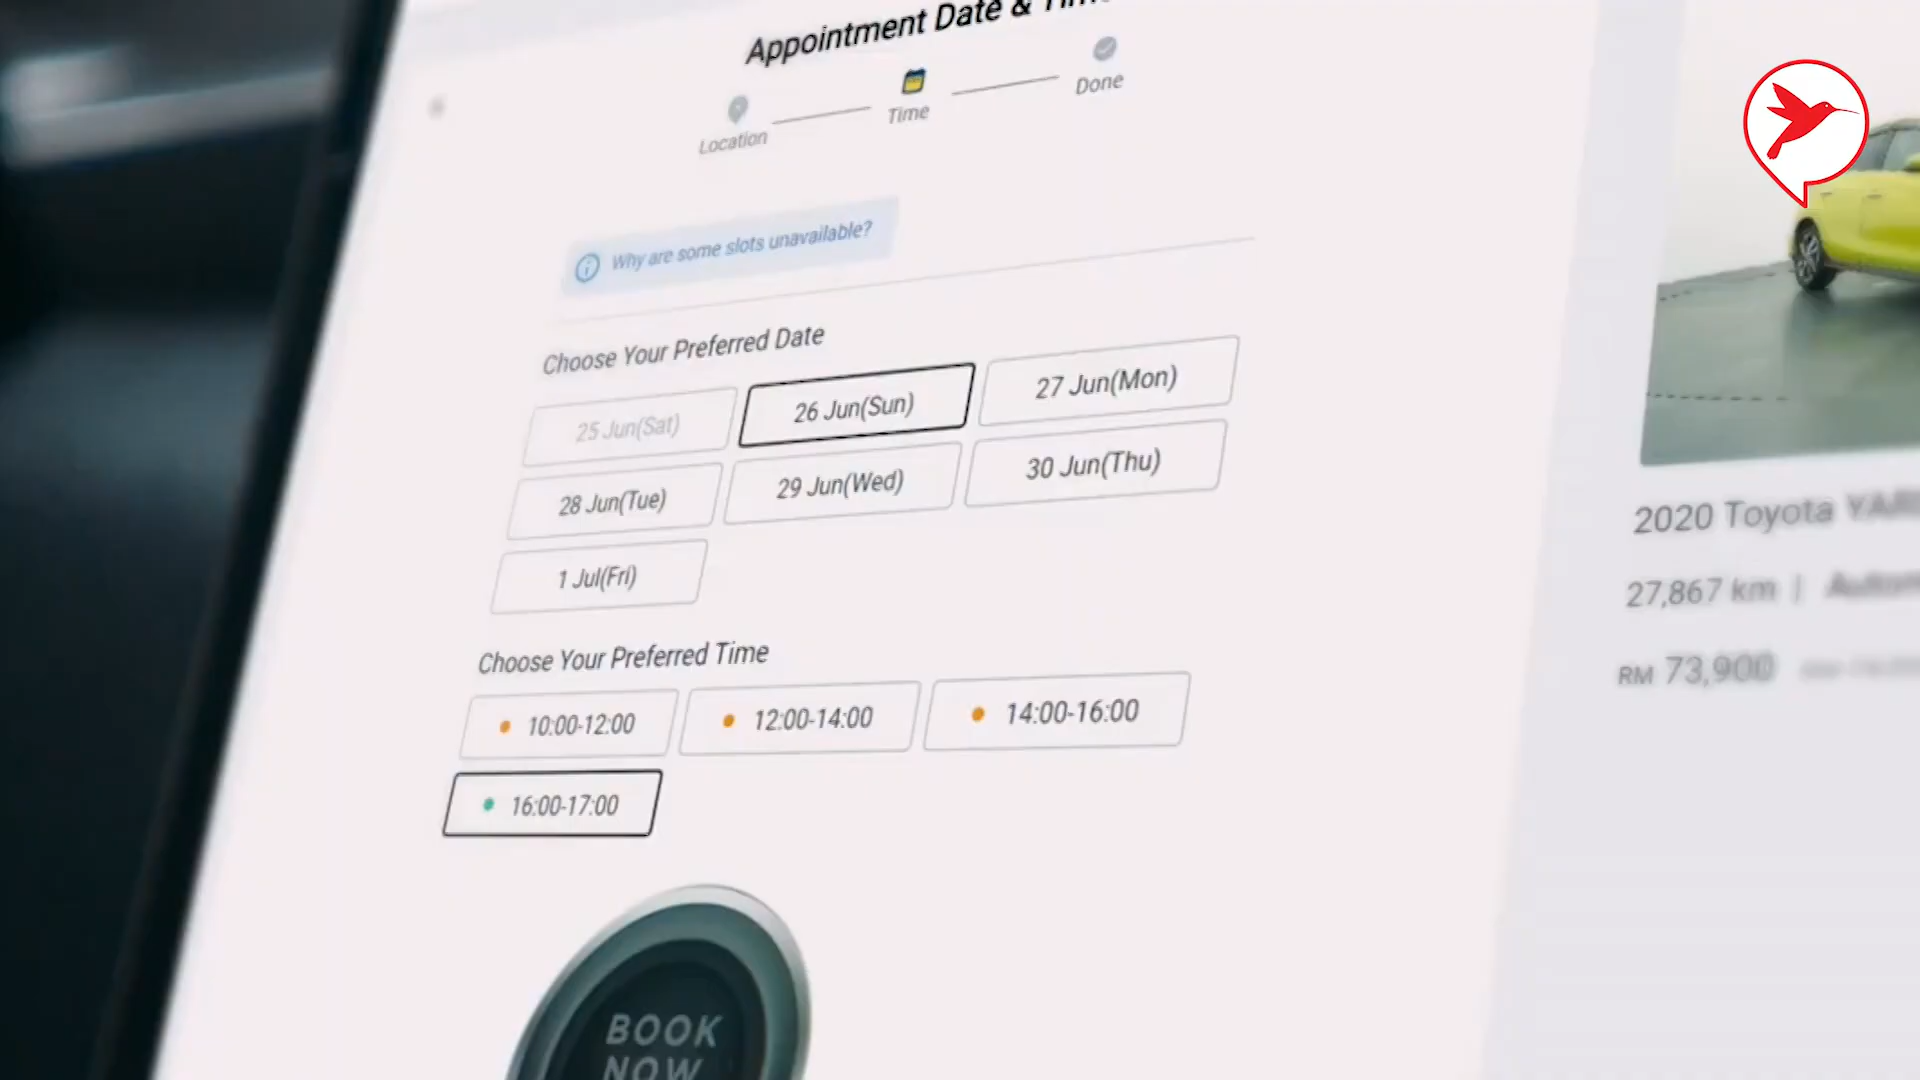 Appointment Date &
Location
Time
Done
Why are some slots unavailable?
Choose Your Preferred Date
25 Jun(Sat)
26 Jun(Sun)
27 Jun(Mon)
28 Jun(Tue)
29 Jun(Wed)
30 Jun(Thu)
1 Jul(Fri)
Choose Your Preferred Time
10:00-12:00
12:00-14:00
14:00-16:00
16:00-17:00
BOOK
NOW
2020 Toyota
27,867 km |
RM 73,900